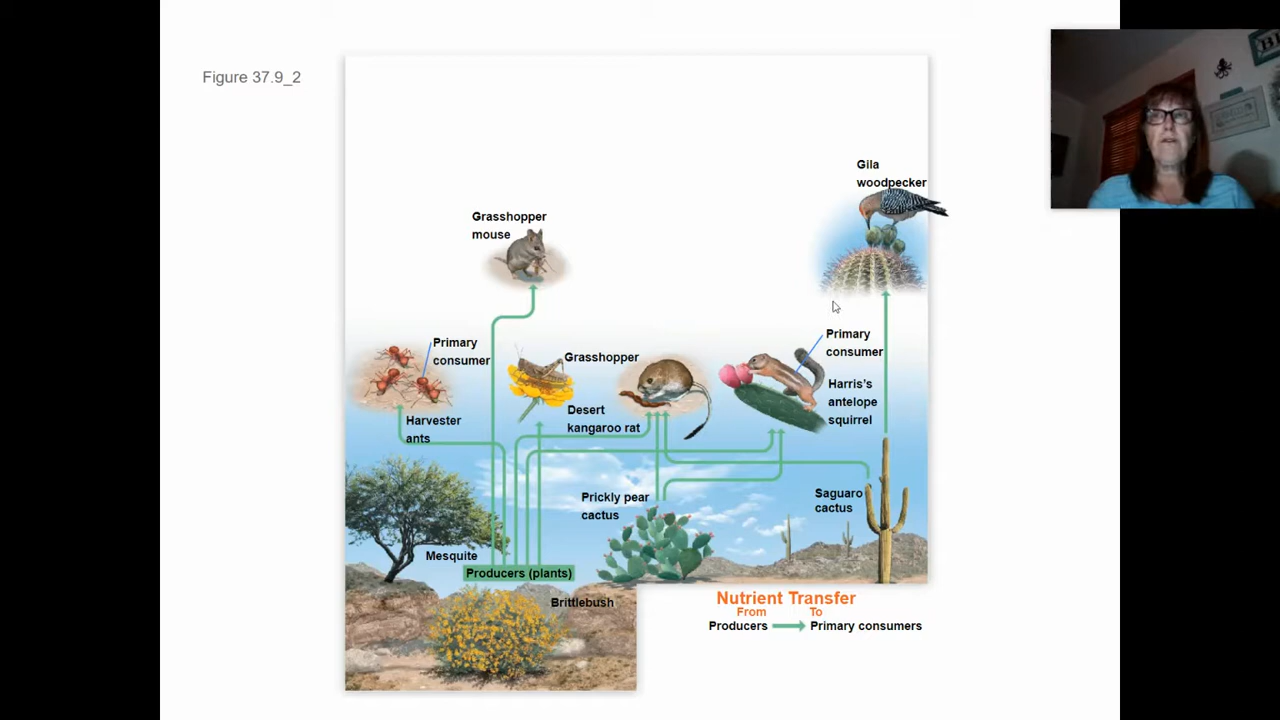 Figure 37.9_2
Gila
woodpecker
Grasshopper
mouse
Primary
consumer
Grasshopper
Primary
consumer
Harris's
antelope
squirrel
Desert
kangaroo rat
Harvester
ants
Prickly pear
cactus
Saguaro
cactus
Mesquite
Producers (plants)
Brittlebush
Nutrient Transfer
From To
Producers Primary consumers